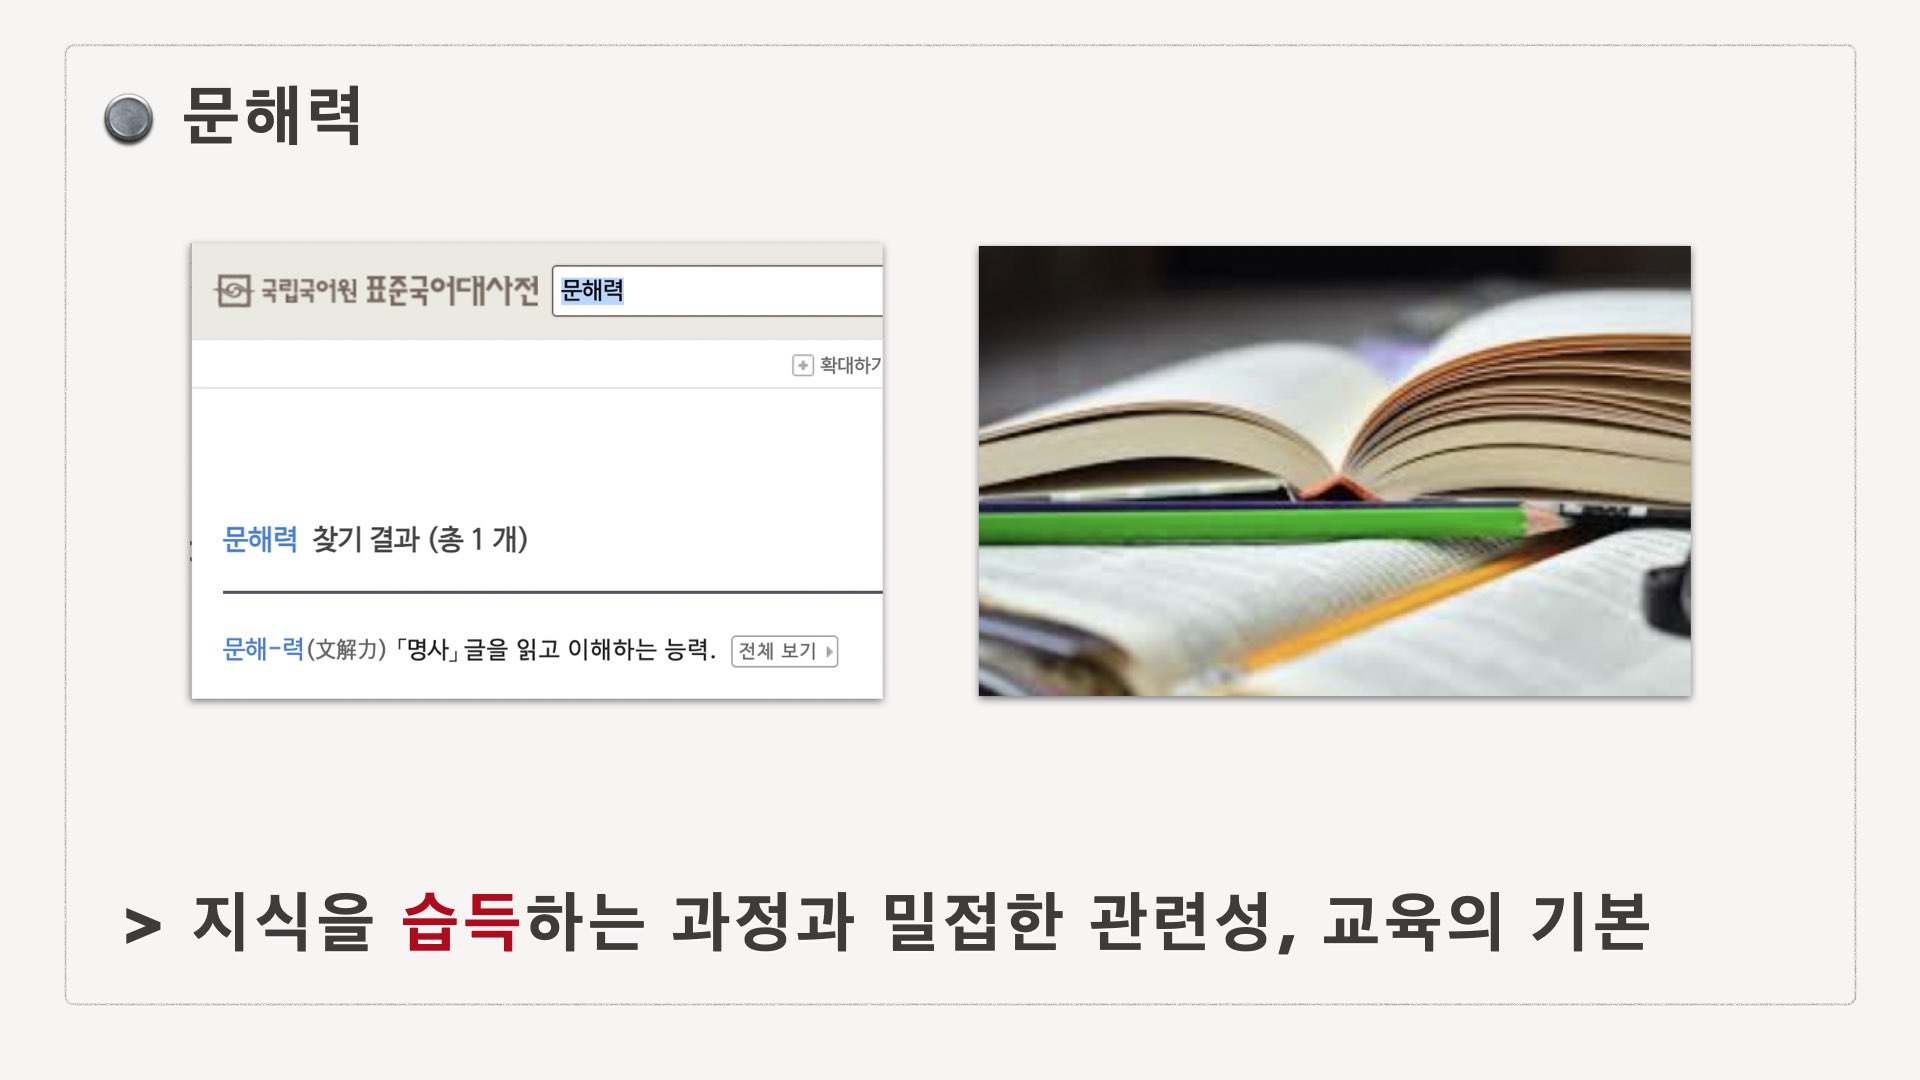 문해력
국립국어원 표준국어대사전 문해력
확대하기
문해력 찾기 결과 (총 1 개)
문해-력(文解力)「명사」글을 읽고 이해하는 능력. 전체 보기
> 지식을 습득하는 과정과 밀접한 관련성, 교육의 기본